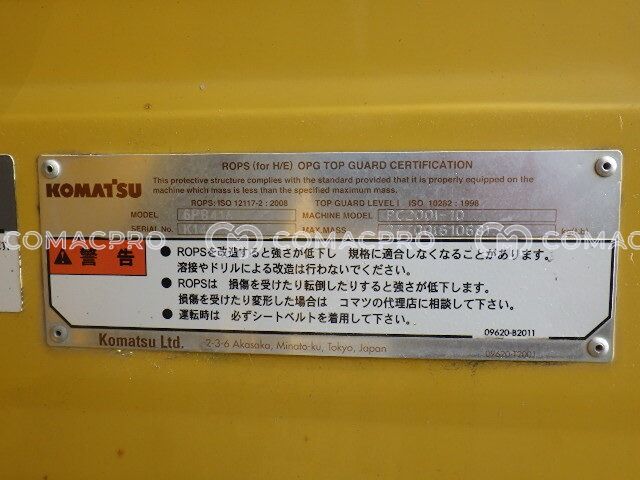 ROPS (for H/E) OPG TOP GUARD CERTIFICATION
KOMATSU
This protective structure complies with the standard provided that it is properly equipped on the
machine which mass is less than the specified maximum mass.
ROPS: ISO 12117-2 : 2008 TOP GUARD LEVEL I ISO 10262 : 1998
MODEL MACHINE MODEL PC200I-10
SERIAL No. MAX MASS
COMACPRO COMACPRO COMACPRO
警告
● ROPSを改造すると強さが低下し 規格に適合しなくなることがあります。
溶接やドリルによる改造は行わないでください。
● ROPSは 損傷を受けたり転倒したりすると強さが低下します。
損傷を受けたり変形した場合は コマツの代理店に相談して下さい。
● 運転時は 必ずシートベルトを着用して下さい。
09620-B2011
Komatsu Ltd. 2-3-6 Akasaka, Minato-ku, Tokyo, Japan
09620-T2001